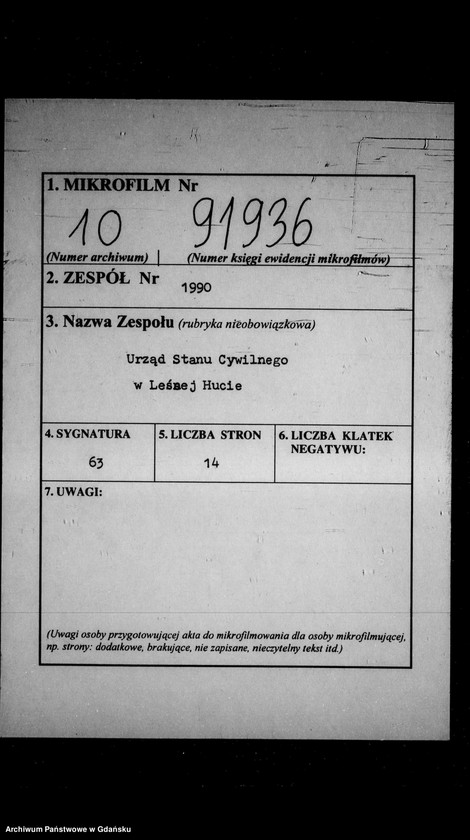 1. MIKROFILM Nr
10 91936
(Numer archiwum) (Numer księgi ewidencji mikrofilmów)
2. ZESPÓŁ Nr 1990
3. Nazwa Zespołu (rubryka nieobowiązkowa)
Urząd Stanu Cywilnego
w Leśnej Hucie
4. SYGNATURA 5. LICZBA STRON 6. LICZBA KLATEK
NEGATYWU:
63 14
7. UWAGI:
(Uwagi osoby przygotowującej akta do mikrofilmowania dla osoby mikrofilmującej,
np. strony: dodatkowe, brakujące, nie zapisane, nieczytelny tekst itd.)
Archiwum Państwowe w Gdańsku